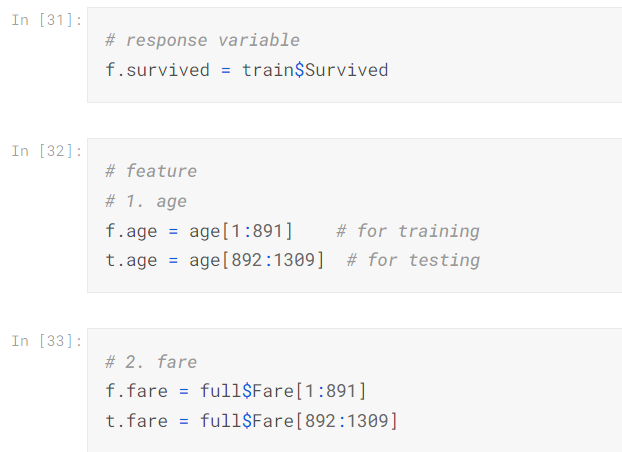 In [31]:
# response variable
f.survived = train$Survived
In [32]:
# feature
# 1. age
f.age = age[1:891]    # for training
t.age = age[892:1309]  # for testing
In [33]:
# 2. fare
f.fare = full$Fare[1:891]
t.fare = full$Fare[892:1309]